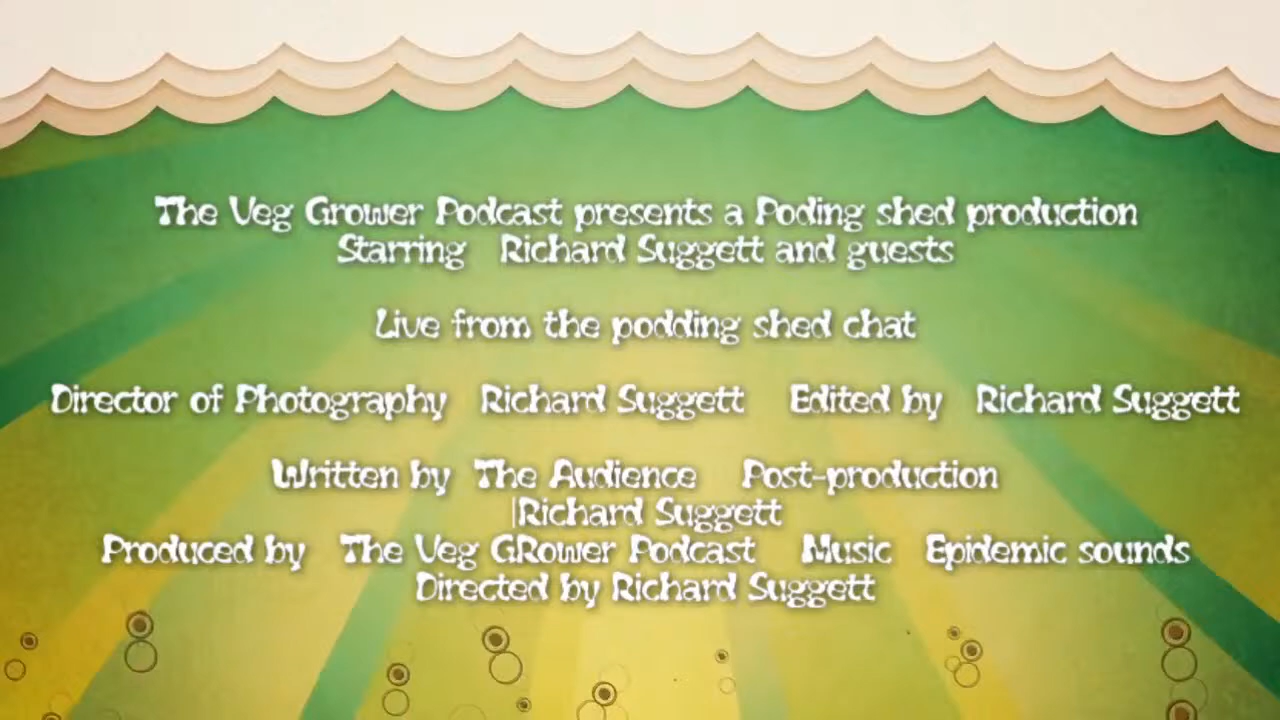 The Veg Grower Podcast presents a Poding shed production
Starring Richard Suggett and guests
Live from the podding shed chat
Director of Photography Richard Suggett Edited by Richard Suggett
Written by The Audience Post-production
|Richard Suggett
Produced by The Veg GRower Podcast Music Epidemic sounds
Directed by Richard Suggett